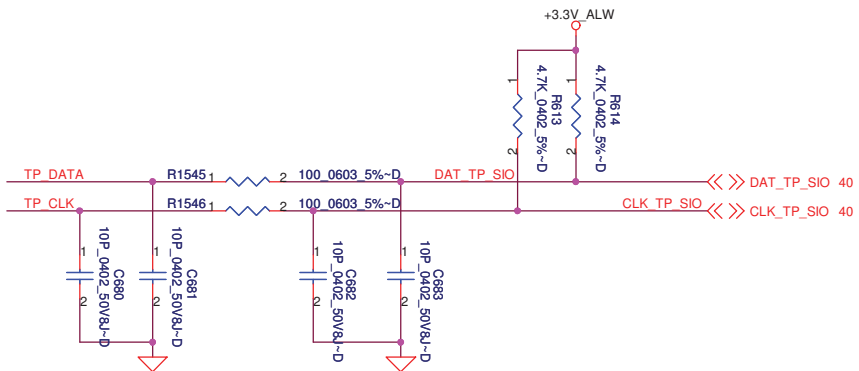 +3.3V_ALW
1
1
4.7K_0402_5%~D
R613
4.7K_0402_5%~D
R614
2
2
TP_DATA
R1545
1
2
100_0603_5%~D
DAT_TP_SIO
DAT_TP_SIO 40
TP_CLK
R1546
1
2
100_0603_5%~D
CLK_TP_SIO
CLK_TP_SIO 40
1
2
10P_0402_50V8J~D
C680
1
2
10P_0402_50V8J~D
C681
1
2
10P_0402_50V8J~D
C682
1
2
10P_0402_50V8J~D
C683